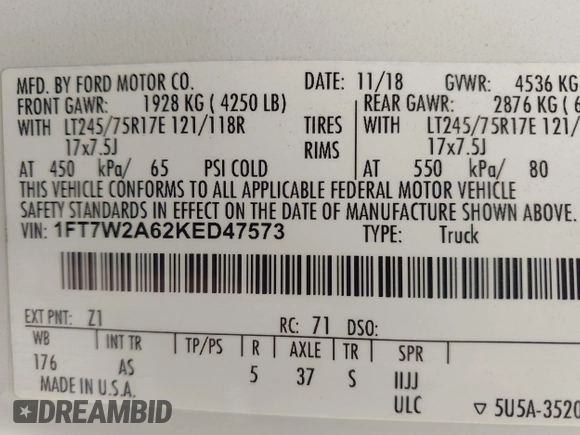 MFD. BY FORD MOTOR CO. DATE: 11/18 GVWR: 4536 KG
FRONT GAWR: 1928 KG ( 4250 LB) REAR GAWR: 2876 KG ( 6
WITH LT245/75R17E 121/118R TIRES WITH LT245/75R17E 121/
17x7.5J RIMS 17x7.5J
AT 450 kPa/ 65 PSI COLD AT 550 kPa/ 80
THIS VEHICLE CONFORMS TO ALL APPLICABLE FEDERAL MOTOR VEHICLE
SAFETY STANDARDS IN EFFECT ON THE DATE OF MANUFACTURE SHOWN ABOVE.
VIN: 1FT7W2A62KED47573 TYPE: Truck
EXT PNT: Z1 RC: 71 DSO:
WB INT TR TP/PS R AXLE TR SPR
176 AS 5 37 S IIJJ
MADE IN U.S.A. ULC ▽ 5U5A-3520
DREAMBID.COM